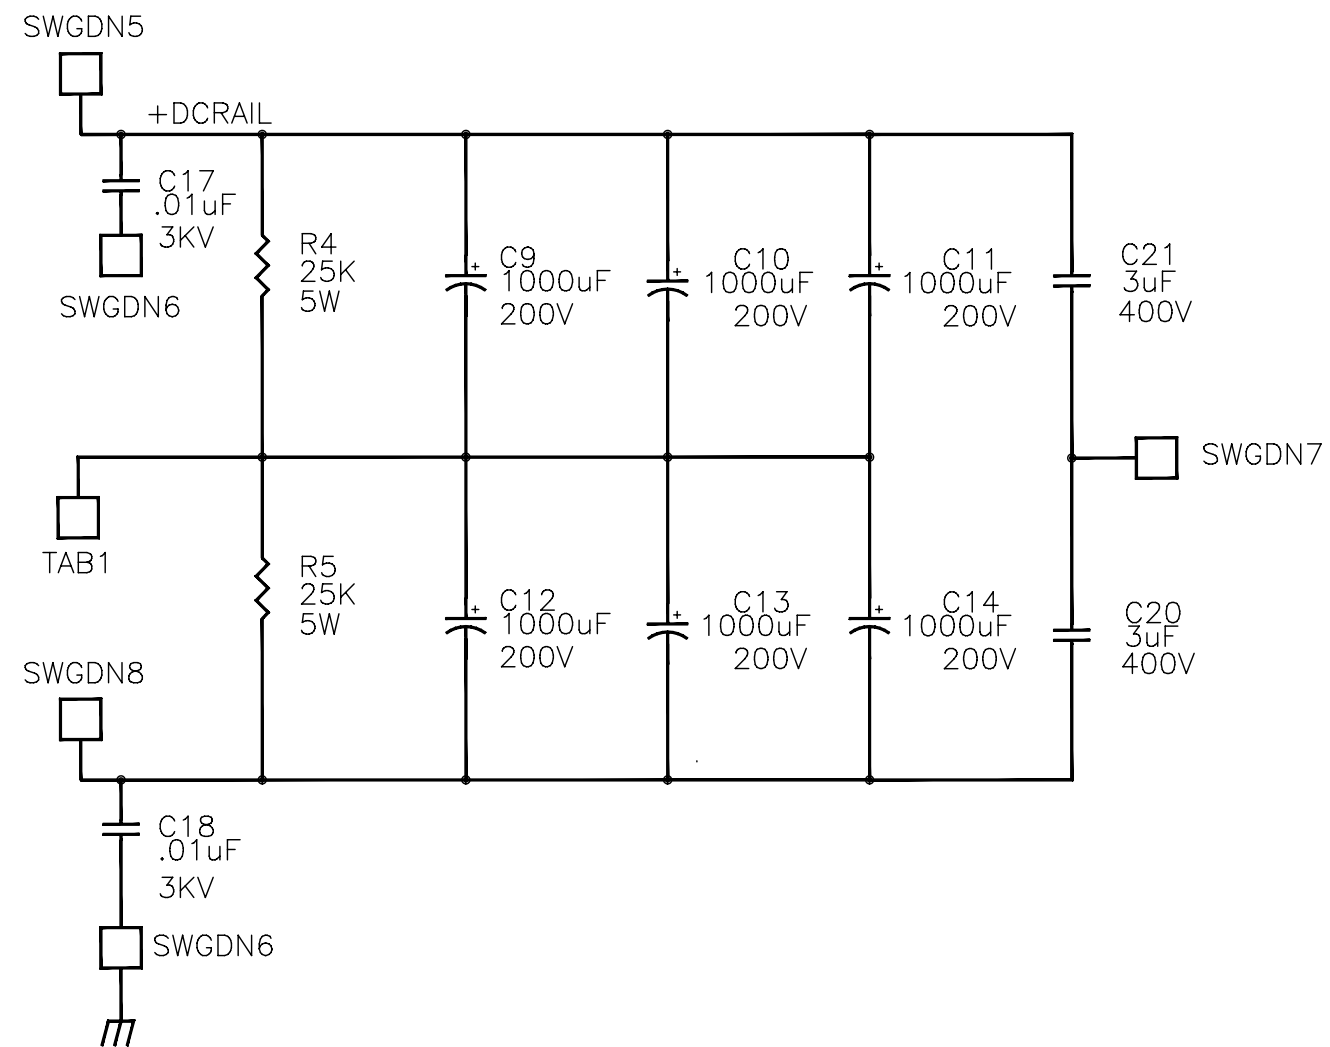 SWGDN5
+DCRAIL
C17
.01uF
3KV
SWGDN6
R4
25K
5W
+
C9
1000uF
200V
+
C10
1000uF
200V
+
C11
1000uF
200V
C21
3uF
400V
SWGDN7
TAB1
R5
25K
5W
+
C12
1000uF
200V
+
C13
1000uF
200V
+
C14
1000uF
200V
C20
3uF
400V
SWGDN8
C18
.01uF
3KV
SWGDN6